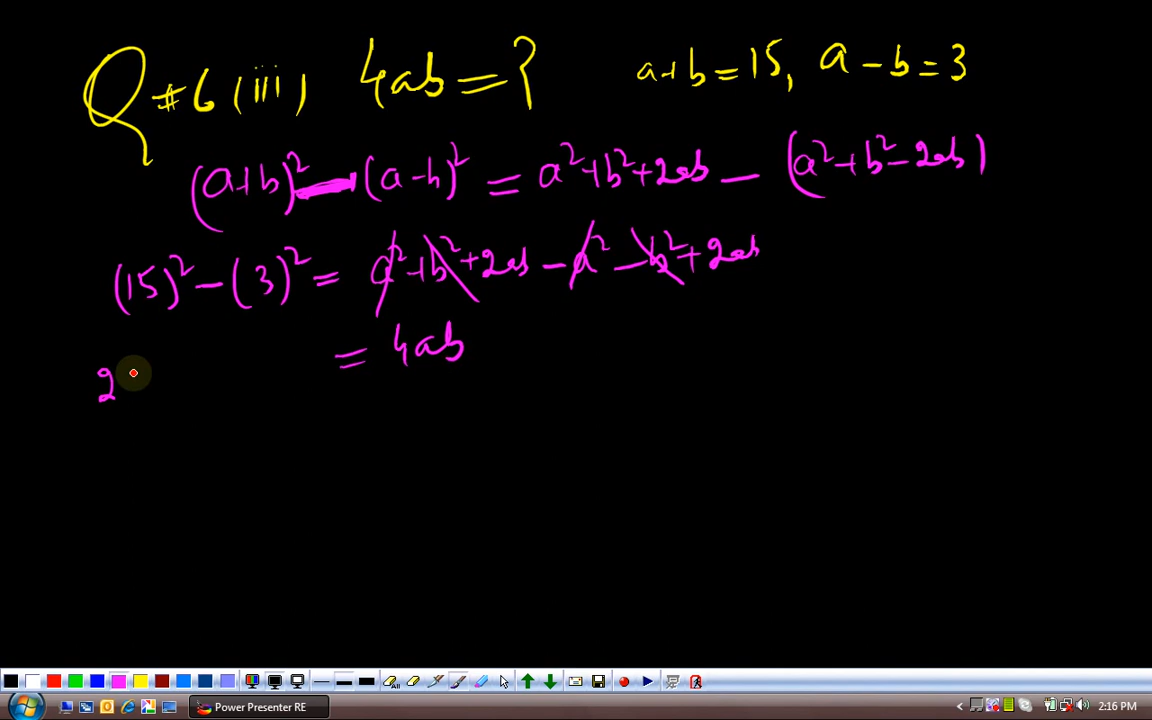 Q #6 (iii) 4ab = ? a+b = 15, a - b = 3
(a+b)² - (a-b)² = a²+b²+2ab - (a²+b²-2ab)
(15)² - (3)² = a²+b²+2ab - a² - b² + 2ab
= 4ab
2
Power Presenter RE
2:16 PM